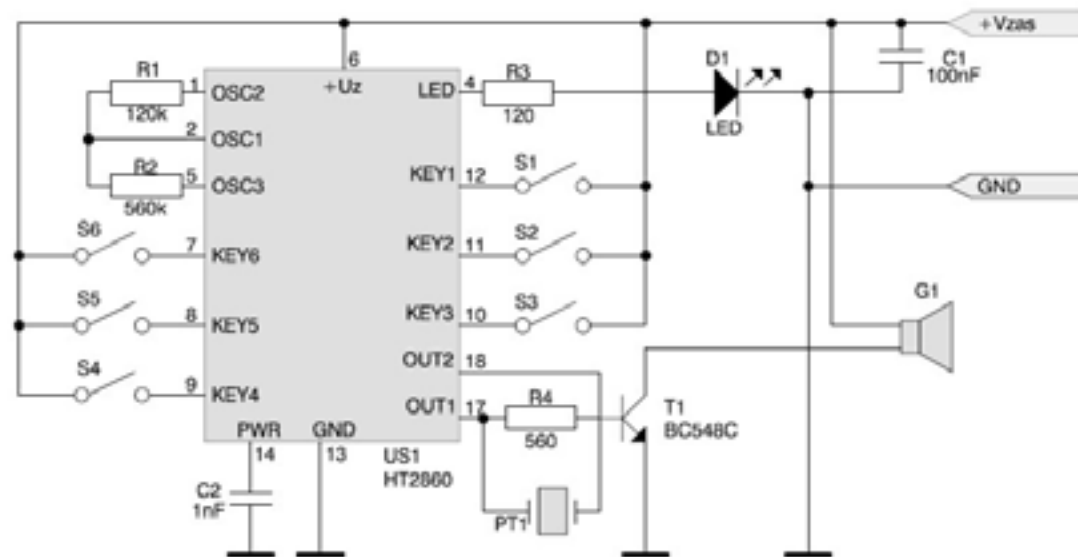 +Vzas
R1
120k
1
OSC2
6
+Uz
LED
4
R3
120
D1
LED
C1
100nF
2
OSC1
R2
560k
5
OSC3
KEY1
12
S1
GND
S6
7
KEY6
KEY2
11
S2
S5
8
KEY5
KEY3
10
S3
G1
S4
9
KEY4
OUT2
18
OUT1
17
R4
560
T1
BC548C
PWR
14
GND
13
US1
HT2860
C2
1nF
PT1